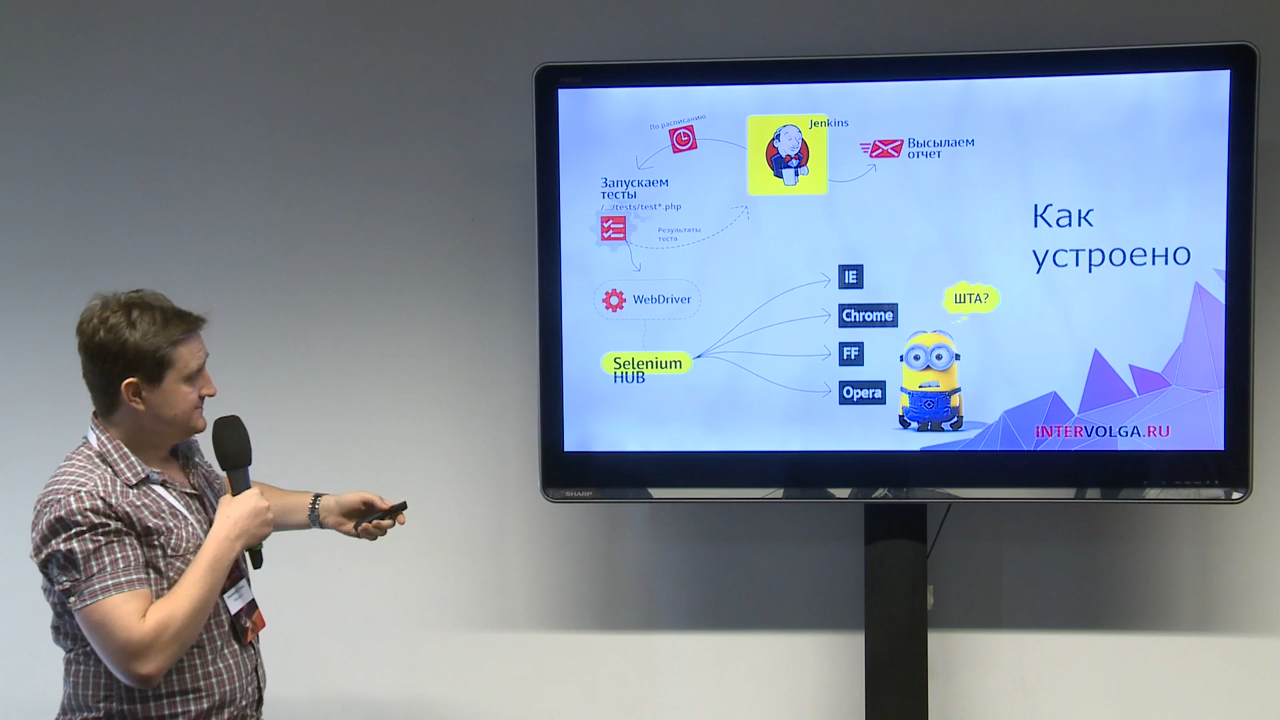 По расписанию
Jenkins
Высылаем
отчет
Запускаем
тесты
/.../tests/test*.php
Результаты
теста
WebDriver
Selenium
HUB
IE
Chrome
FF
Opera
Как
устроено
ШТА?
INTERVOLGA.RU
SHARP